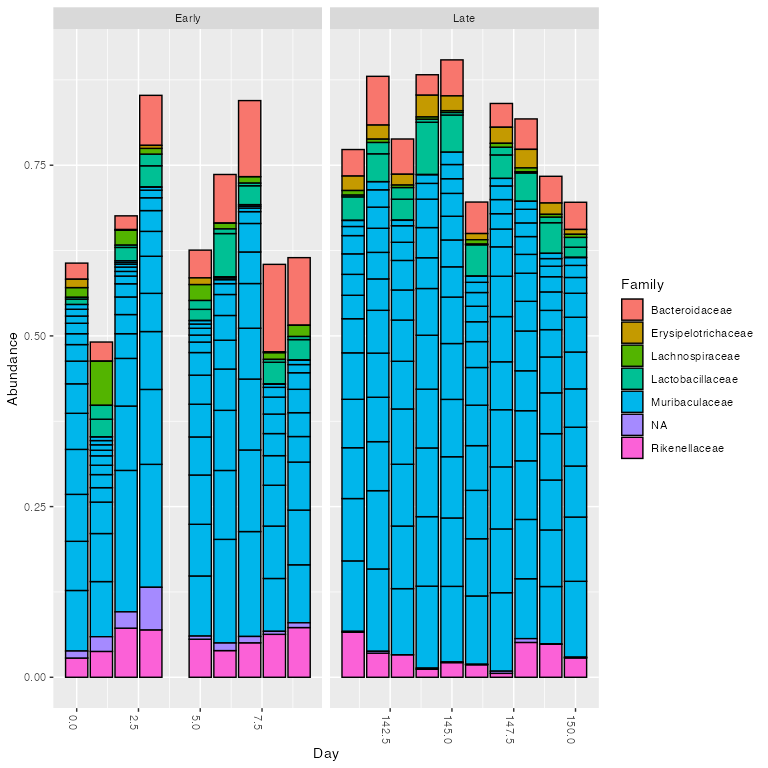 Early
Late
0.75
0.50
0.25
0.00
Abundance
0.0
2.5
5.0
7.5
142.5
145.0
147.5
150.0
Day
Family
Bacteroidaceae
Erysipelotrichaceae
Lachnospiraceae
Lactobacillaceae
Muribaculaceae
NA
Rikenellaceae